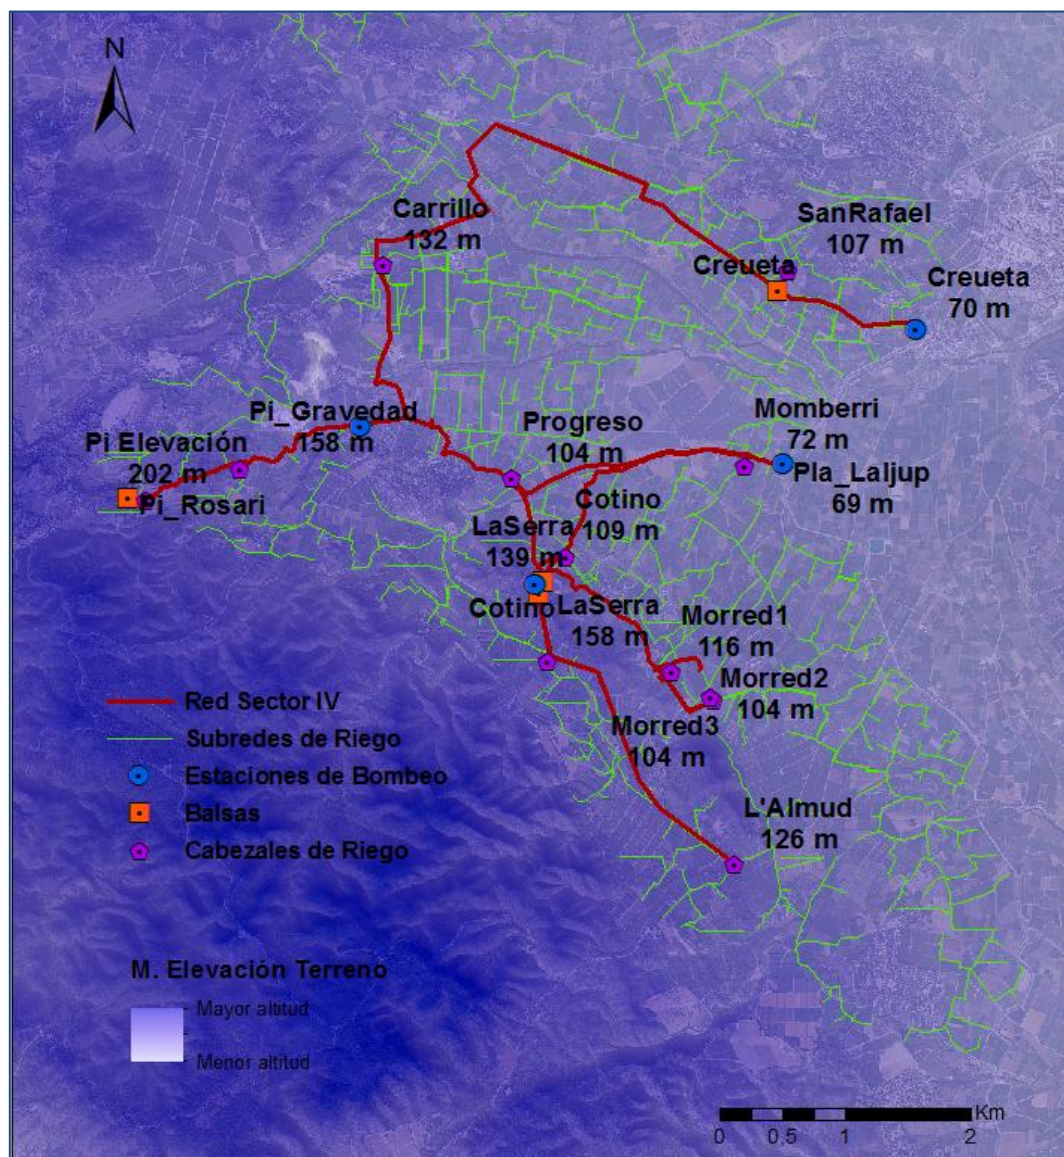 N
Carrillo
132 m
SanRafael
107 m
Creueta
Creueta
70 m
Pi_Gravedad
158 m
Pi Elevación
202 m
Pi_Rosari
Progreso
104 m
Momberri
72 m
Pla_Laljup
69 m
Cotino
109 m
LaSerra
139 m
Cotino
LaSerra
158 m
Morred1
116 m
Morred2
104 m
Morred3
104 m
L'Almud
126 m
Red Sector IV
Subredes de Riego
Estaciones de Bombeo
Balsas
Cabezales de Riego
M. Elevación Terreno
Mayor altitud
Menor altitud
Km
0 0,5 1 2